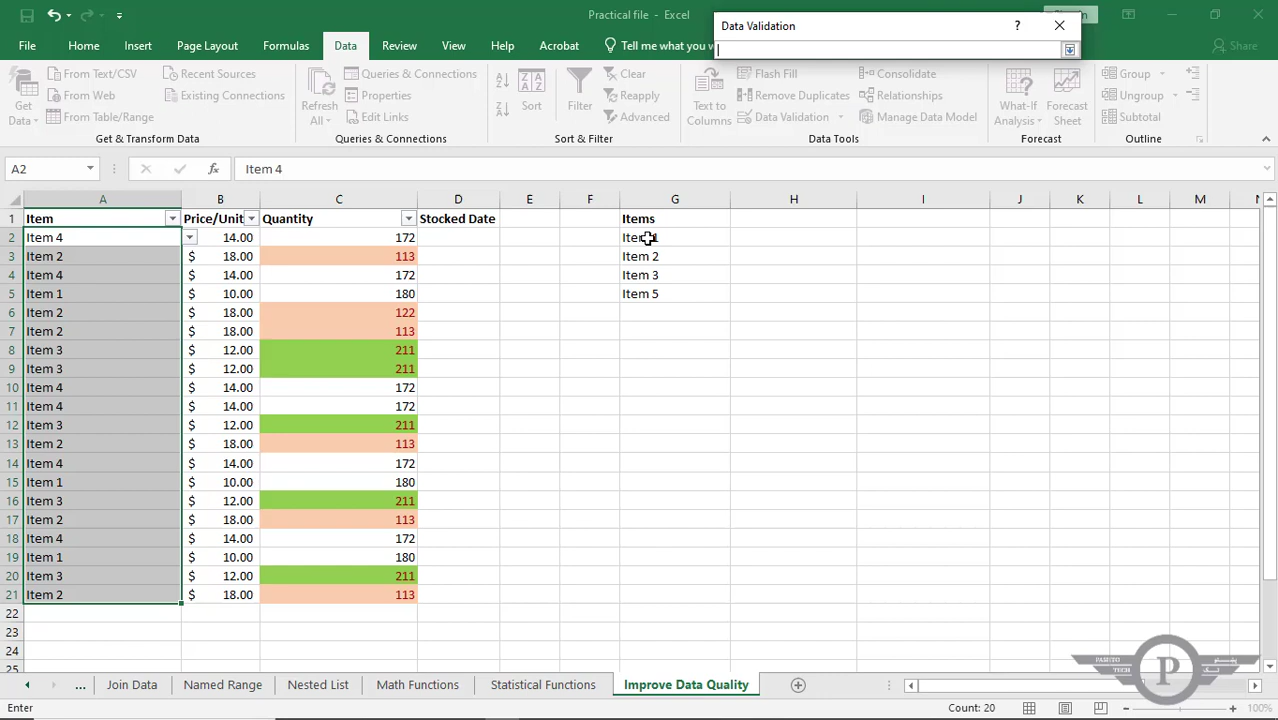 Practical file - Excel
Sign in
Data Validation
?
File Home Insert Page Layout Formulas Data Review View Help Acrobat Tell me what you Share
Get Data
From Text/CSV
From Web
From Table/Range
Recent Sources
Existing Connections
Get & Transform Data
Refresh All
Queries & Connections
Properties
Edit Links
Queries & Connections
Sort
Filter
Clear
Reapply
Advanced
Sort & Filter
Text to Columns
Flash Fill
Remove Duplicates
Data Validation
Consolidate
Relationships
Manage Data Model
Data Tools
What-If Analysis
Forecast Sheet
Forecast
Group
Ungroup
Subtotal
Outline
A2 fx Item 4
A B C D E F G H I J K L M N
1 Item Price/Unit Quantity Stocked Date Items
2 Item 4 14.00 172 Item 1
3 Item 2 $ 18.00 113 Item 2
4 Item 4 $ 14.00 172 Item 3
5 Item 1 $ 10.00 180 Item 5
6 Item 2 $ 18.00 122
7 Item 2 $ 18.00 113
8 Item 3 $ 12.00 211
9 Item 3 $ 12.00 211
10 Item 4 $ 14.00 172
11 Item 4 $ 14.00 172
12 Item 3 $ 12.00 211
13 Item 2 $ 18.00 113
14 Item 4 $ 14.00 172
15 Item 1 $ 10.00 180
16 Item 3 $ 12.00 211
17 Item 2 $ 18.00 113
18 Item 4 $ 14.00 172
19 Item 1 $ 10.00 180
20 Item 3 $ 12.00 211
21 Item 2 $ 18.00 113
22
23
24
25
P
TECH
... Join Data Named Range Nested List Math Functions Statistical Functions Improve Data Quality
Enter Count: 20 100%